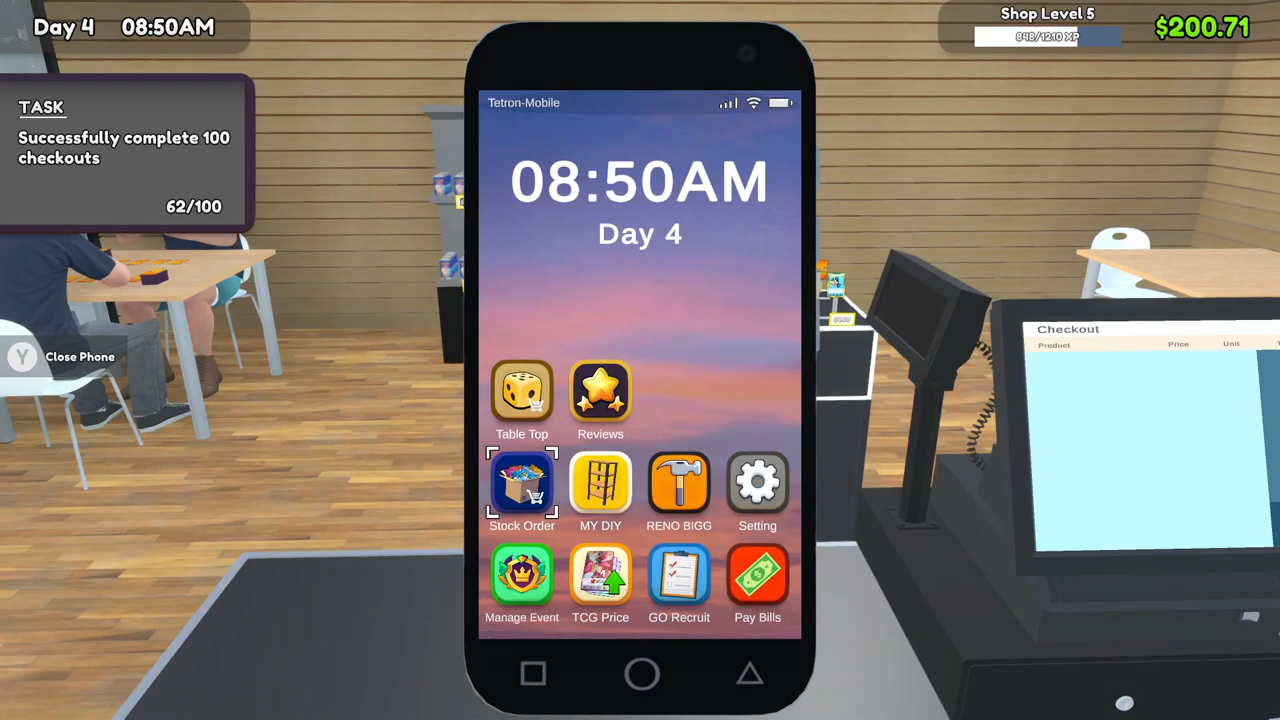 Day 4 08:50AM
Shop Level 5
848/1210 XP
$200.71
TASK
Successfully complete 100
checkouts
62/100
Y Close Phone
Tetron-Mobile
08:50AM
Day 4
Table Top
Reviews
Stock Order
MY DIY
RENO BIGG
Setting
Manage Event
TCG Price
GO Recruit
Pay Bills
Checkout
Product Price Unit